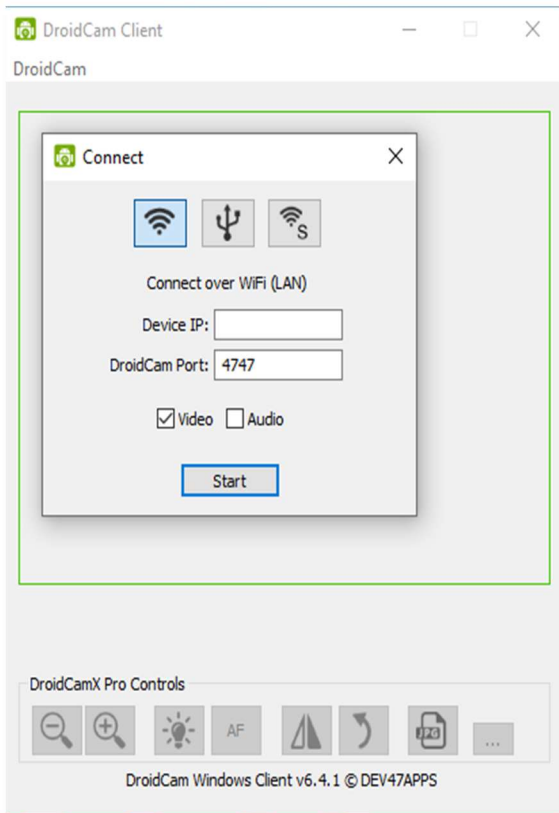 DroidCam Client
DroidCam
Connect
S
Connect over WiFi (LAN)
Device IP:
DroidCam Port: 4747
Video Audio
Start
DroidCamX Pro Controls
AF
JPG
...
DroidCam Windows Client v6.4.1 © DEV47APPS